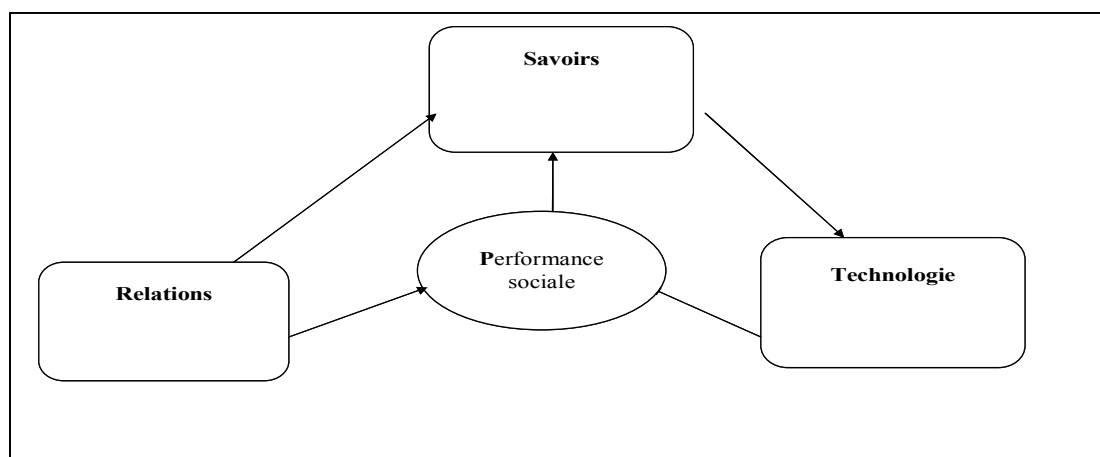 Savoirs
Performance
sociale
Relations
Technologie